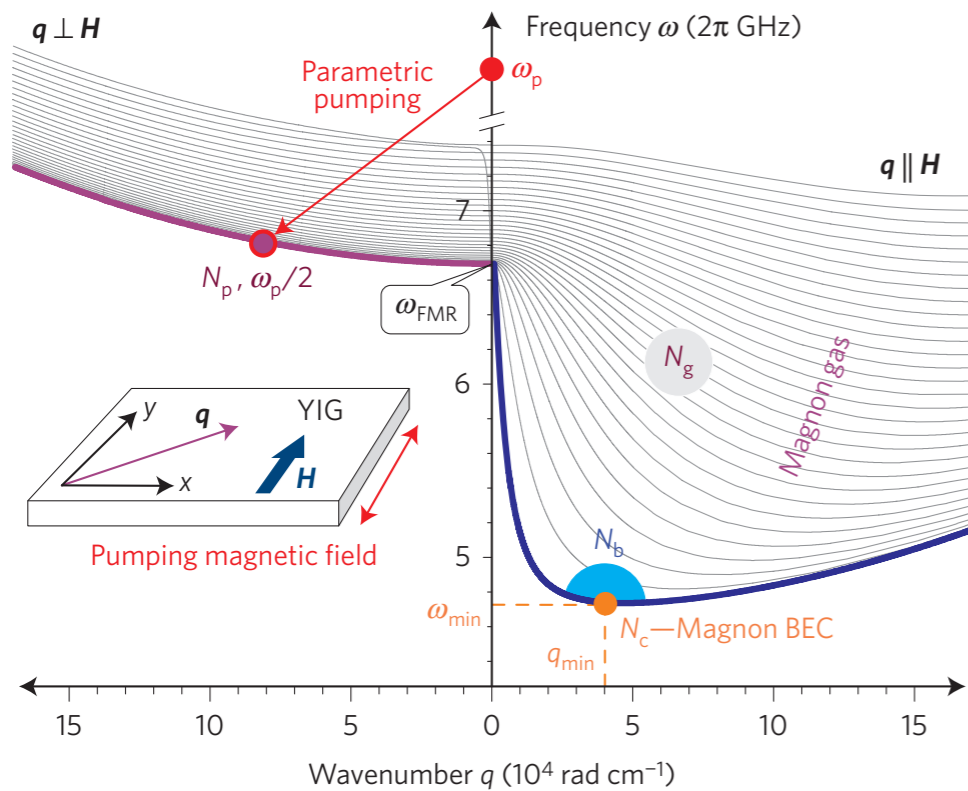 q ⊥ H
Frequency ω (2π GHz)
Parametric
pumping
ωp
q ∥ H
7
Np, ωp/2
ωFMR
6
Ng
Magnon gas
y
q
YIG
x
H
5
Nb
Pumping magnetic field
ωmin
Nc—Magnon BEC
qmin
15 10 5 0 5 10 15
Wavenumber q (10⁴ rad cm⁻¹)